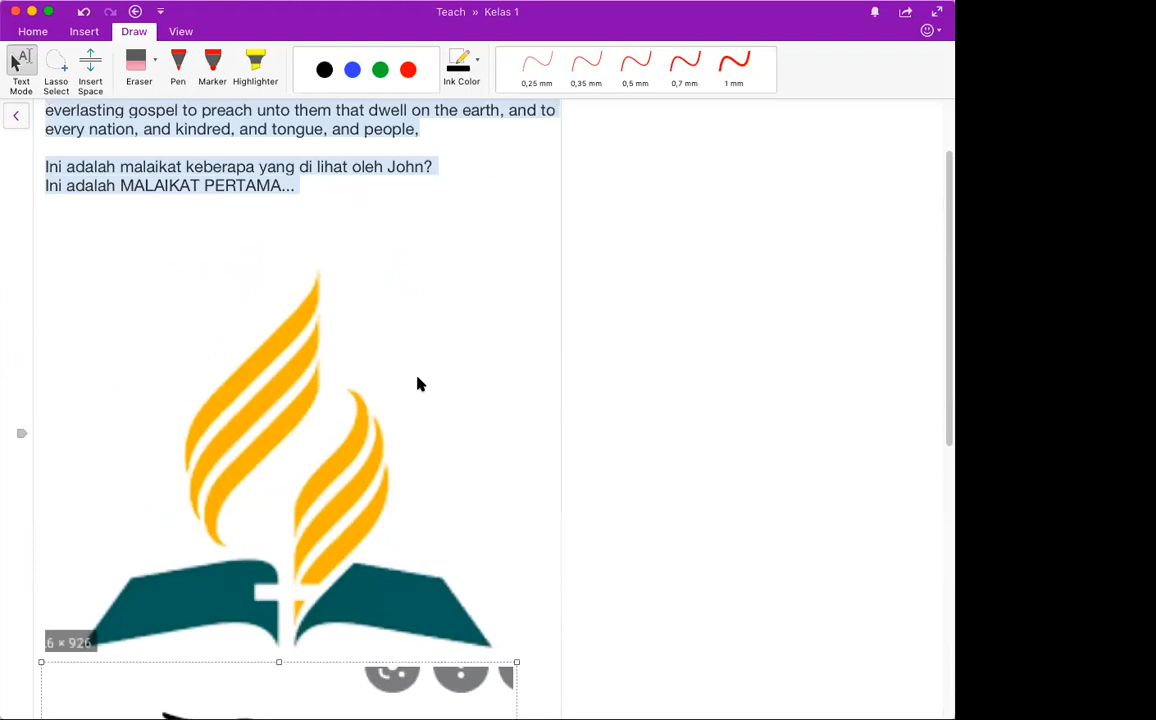 Teach » Kelas 1
Home Insert Draw View
Text Mode
Lasso Select
Insert Space
Eraser
Pen
Marker
Highlighter
Ink Color
0,25 mm
0,35 mm
0,5 mm
0,7 mm
1 mm
everlasting gospel to preach unto them that dwell on the earth, and to
every nation, and kindred, and tongue, and people,
Ini adalah malaikat keberapa yang di lihat oleh John?
Ini adalah MALAIKAT PERTAMA...
6 × 926